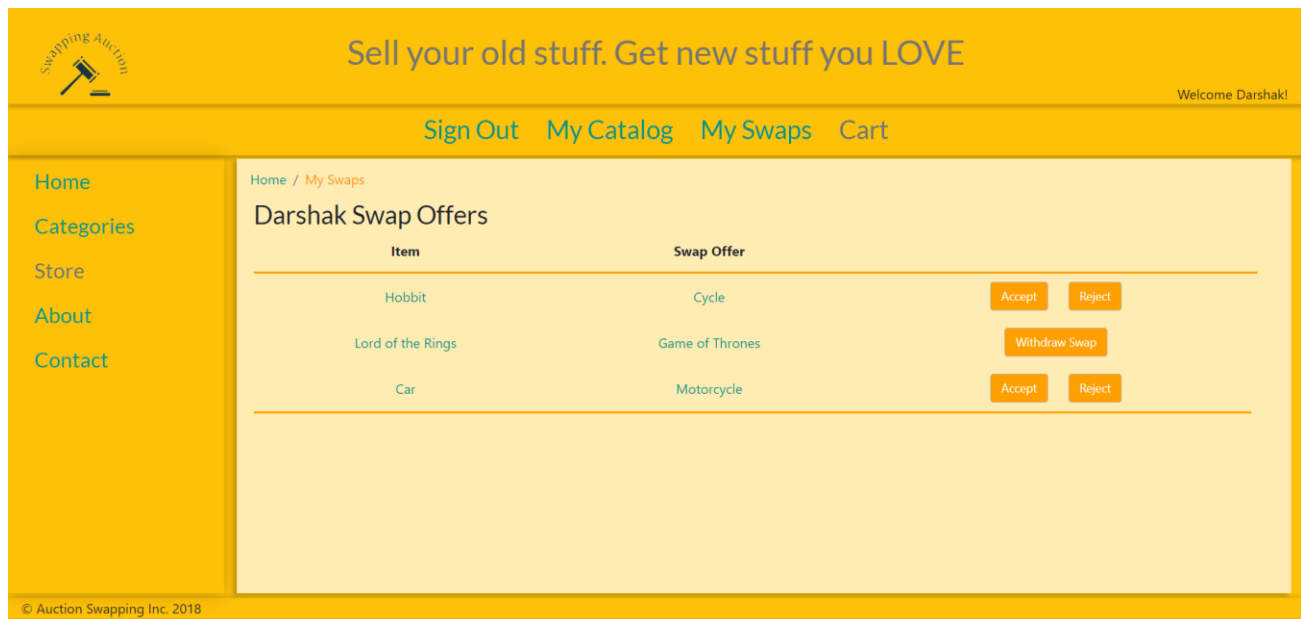 Swapping Auction
Sell your old stuff. Get new stuff you LOVE
Welcome Darshak!
Sign Out My Catalog My Swaps Cart
Home
Categories
Store
About
Contact
Home / My Swaps
Darshak Swap Offers
Item Swap Offer
Hobbit Cycle Accept Reject
Lord of the Rings Game of Thrones Withdraw Swap
Car Motorcycle Accept Reject
© Auction Swapping Inc. 2018